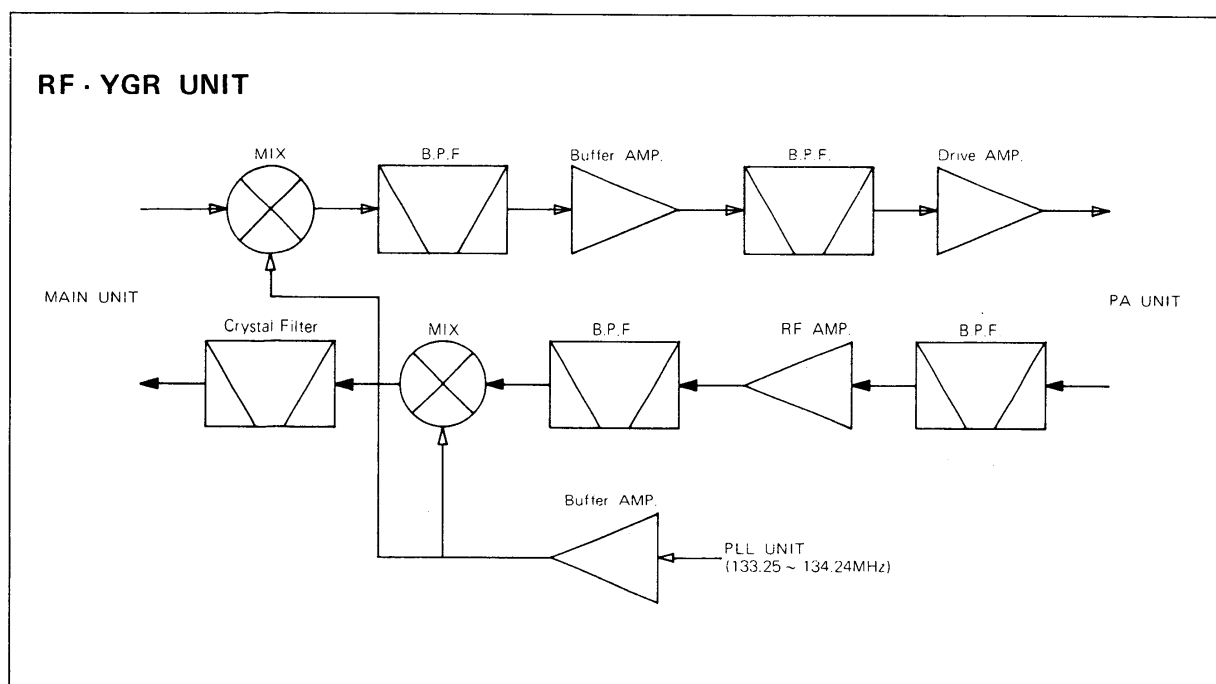 RF · YGR UNIT
MIX
B.P.F
Buffer AMP.
B.P.F.
Drive AMP.
MAIN UNIT
PA UNIT
Crystal Filter
MIX
B.P.F
RF AMP.
B.P.F
Buffer AMP.
PLL UNIT
(133.25 ~ 134.24MHz)